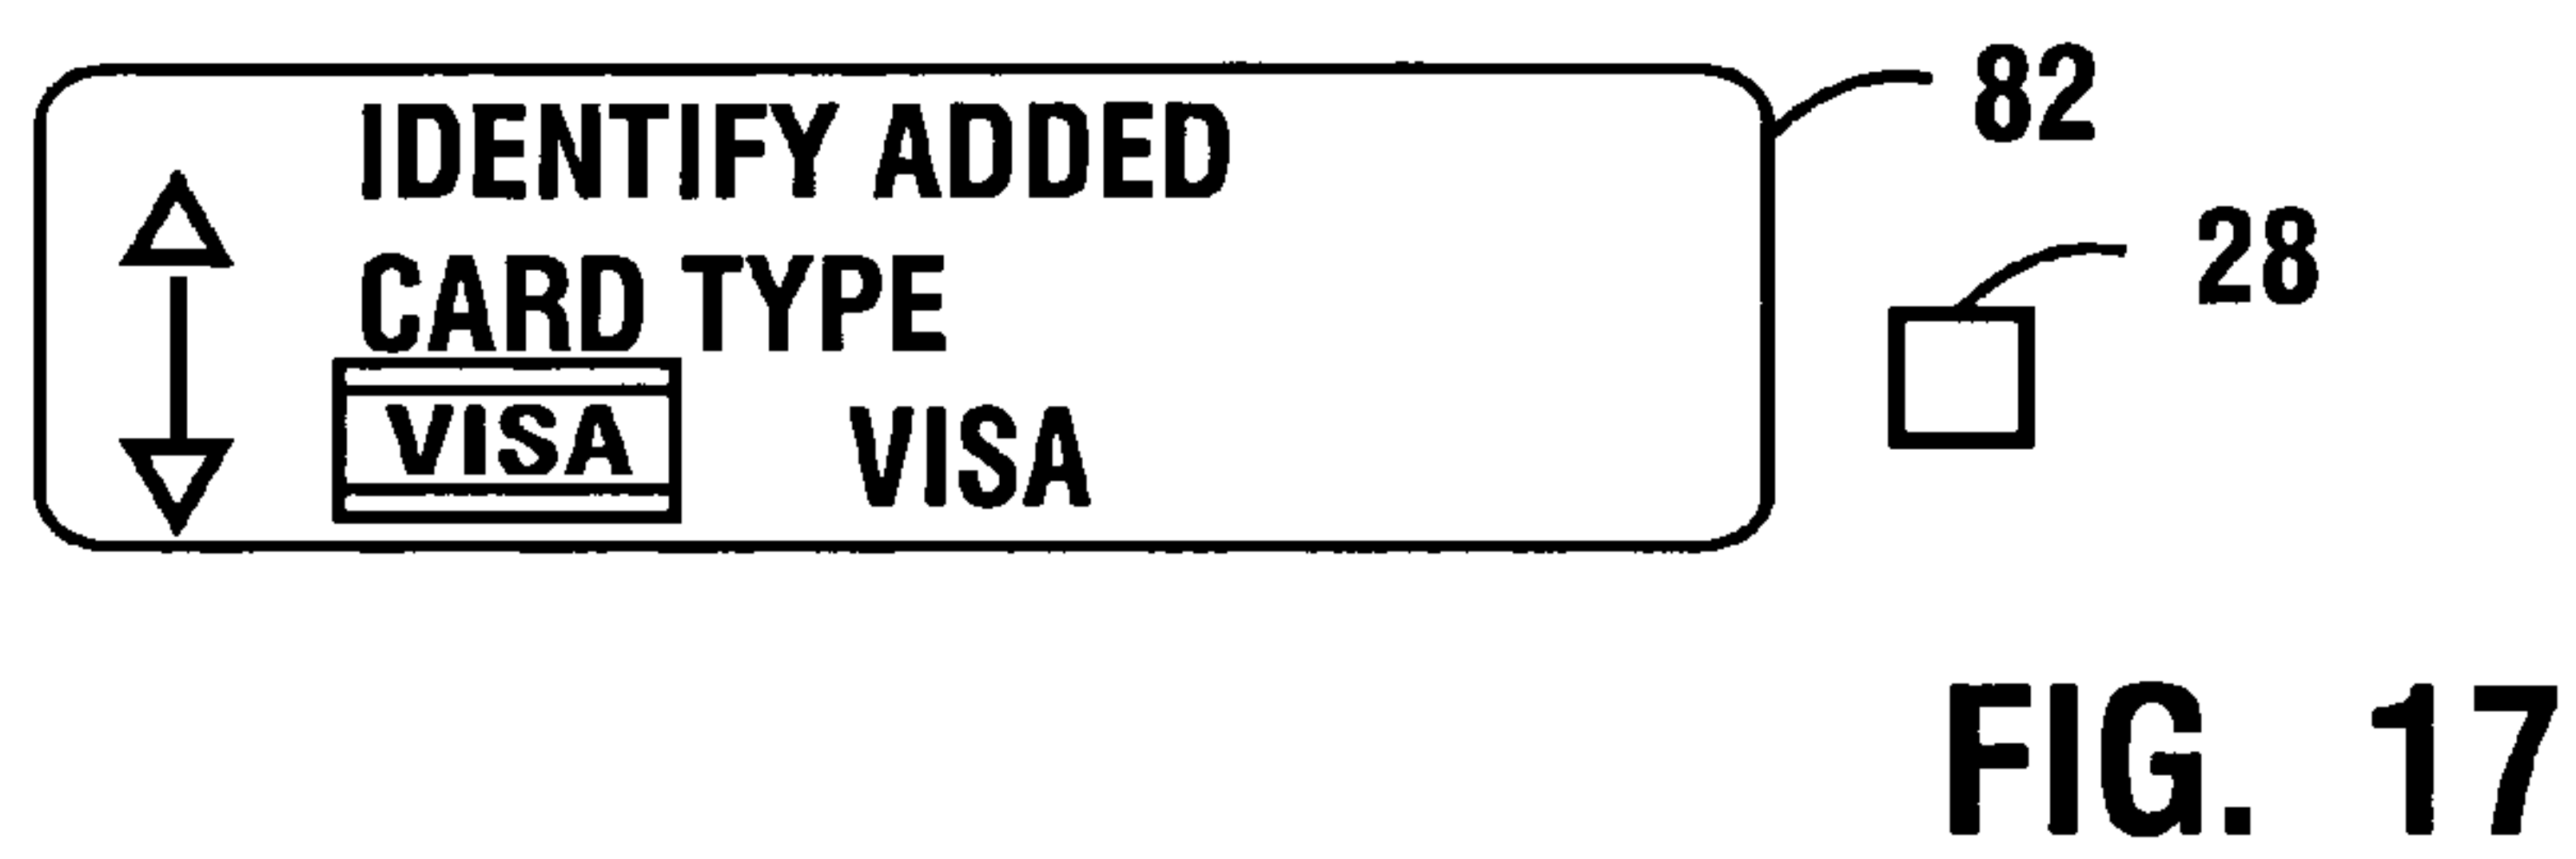 IDENTIFY ADDED
82
CARD TYPE
28
VISA VISA
FIG. 17